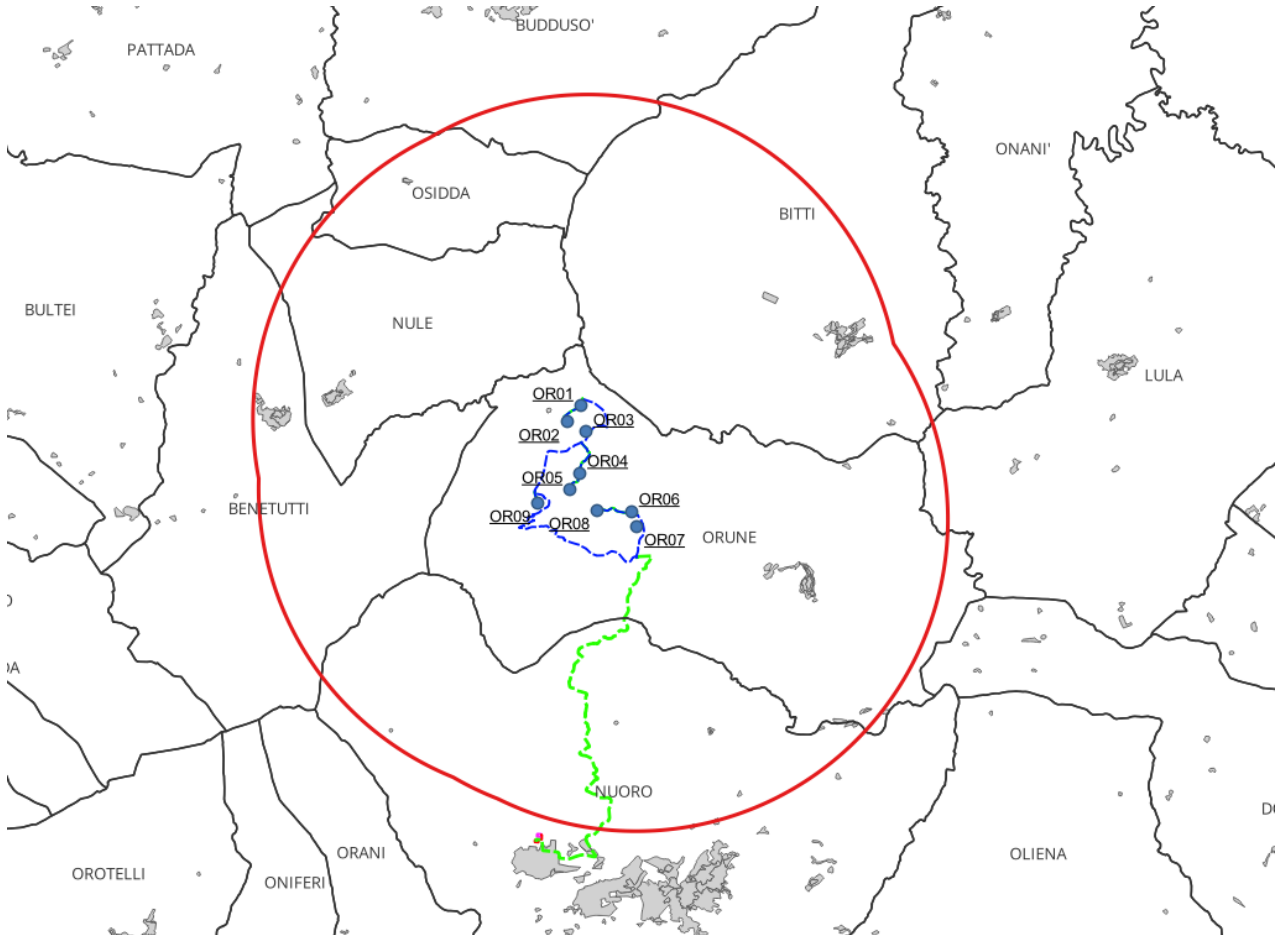 BUDDUSO'
PATTADA
ONANI'
OSIDDA
BITTI
BULTEI
NULE
LULA
OR01
OR03
OR02
OR04
OR05
OR06
OR09
OR08
OR07
BENETUTTI
ORUNE
NUORO
ORANI
OLIENA
OROTELLI
ONIFERI